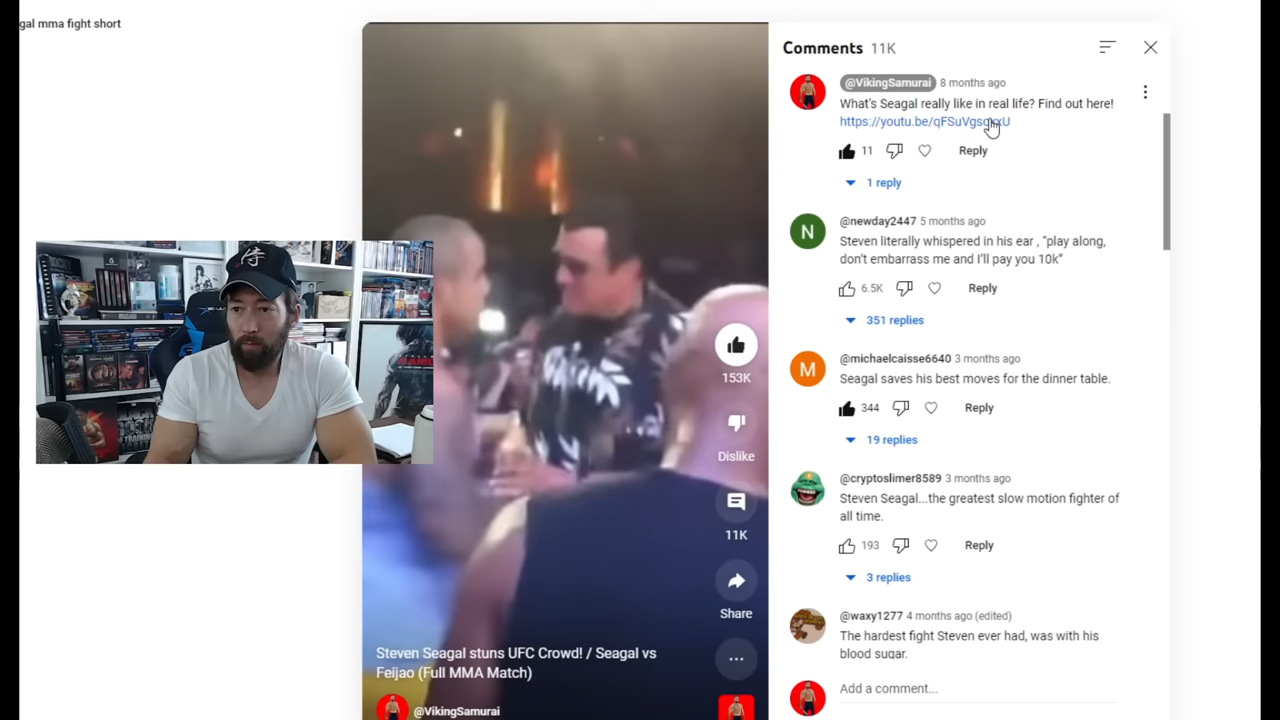 gal mma fight short
Comments 11K
@VikingSamurai 8 months ago
What's Seagal really like in real life? Find out here!
11
Reply
1 reply
N
@newday2447 5 months ago
Steven literally whispered in his ear , “play along,
don't embarrass me and I'll pay you 10k”
6.5K
Reply
351 replies
M
@michaelcaisse6640 3 months ago
Seagal saves his best moves for the dinner table.
344
Reply
19 replies
@cryptoslimer8589 3 months ago
Steven Seagal...the greatest slow motion fighter of
all time.
193
Reply
3 replies
@waxy1277 4 months ago (edited)
The hardest fight Steven ever had, was with his
blood sugar.
Add a comment...
侍
153K
Dislike
11K
Share
Steven Seagal stuns UFC Crowd! / Seagal vs
Feijao (Full MMA Match)
@VikingSamurai